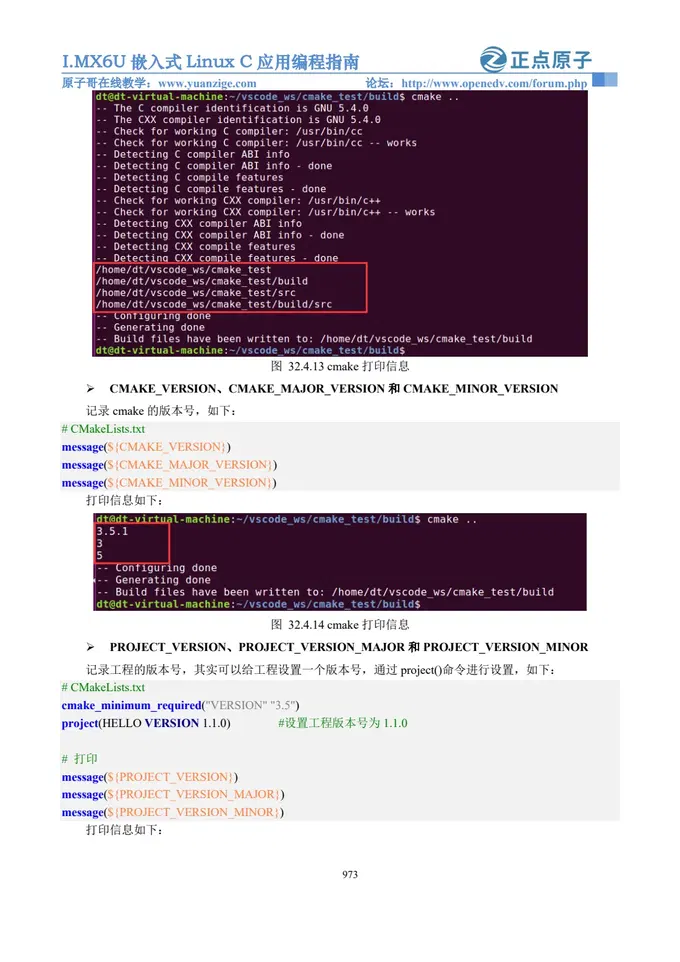 I.MX6U 嵌入式 Linux C 应用编程指南
正点原子
原子哥在线教学：www.yuanzige.com 论坛：http://www.openedv.com/forum.php
dt@dt-virtual-machine:~/vscode_ws/cmake_test/build$ cmake ..
-- The C compiler identification is GNU 5.4.0
-- The CXX compiler identification is GNU 5.4.0
-- Check for working C compiler: /usr/bin/cc
-- Check for working C compiler: /usr/bin/cc -- works
-- Detecting C compiler ABI info
-- Detecting C compiler ABI info - done
-- Detecting C compile features
-- Detecting C compile features - done
-- Check for working CXX compiler: /usr/bin/c++
-- Check for working CXX compiler: /usr/bin/c++ -- works
-- Detecting CXX compiler ABI info
-- Detecting CXX compiler ABI info - done
-- Detecting CXX compile features
-- Detecting CXX compile features - done
/home/dt/vscode_ws/cmake_test
/home/dt/vscode_ws/cmake_test/build
/home/dt/vscode_ws/cmake_test/src
/home/dt/vscode_ws/cmake_test/build/src
-- Configuring done
-- Generating done
-- Build files have been written to: /home/dt/vscode_ws/cmake_test/build
dt@dt-virtual-machine:~/vscode_ws/cmake_test/build$
图 32.4.13 cmake 打印信息
➢ CMAKE_VERSION、CMAKE_MAJOR_VERSION 和 CMAKE_MINOR_VERSION
记录 cmake 的版本号，如下：
# CMakeLists.txt
message(${CMAKE_VERSION})
message(${CMAKE_MAJOR_VERSION})
message(${CMAKE_MINOR_VERSION})
打印信息如下：
dt@dt-virtual-machine:~/vscode_ws/cmake_test/build$ cmake ..
3.5.1
3
5
-- Configuring done
-- Generating done
-- Build files have been written to: /home/dt/vscode_ws/cmake_test/build
dt@dt-virtual-machine:~/vscode_ws/cmake_test/build$
图 32.4.14 cmake 打印信息
➢ PROJECT_VERSION、PROJECT_VERSION_MAJOR 和 PROJECT_VERSION_MINOR
记录工程的版本号，其实可以给工程设置一个版本号，通过 project()命令进行设置，如下：
# CMakeLists.txt
cmake_minimum_required("VERSION" "3.5")
project(HELLO VERSION 1.1.0) #设置工程版本号为 1.1.0
# 打印
message(${PROJECT_VERSION})
message(${PROJECT_VERSION_MAJOR})
message(${PROJECT_VERSION_MINOR})
打印信息如下：
973